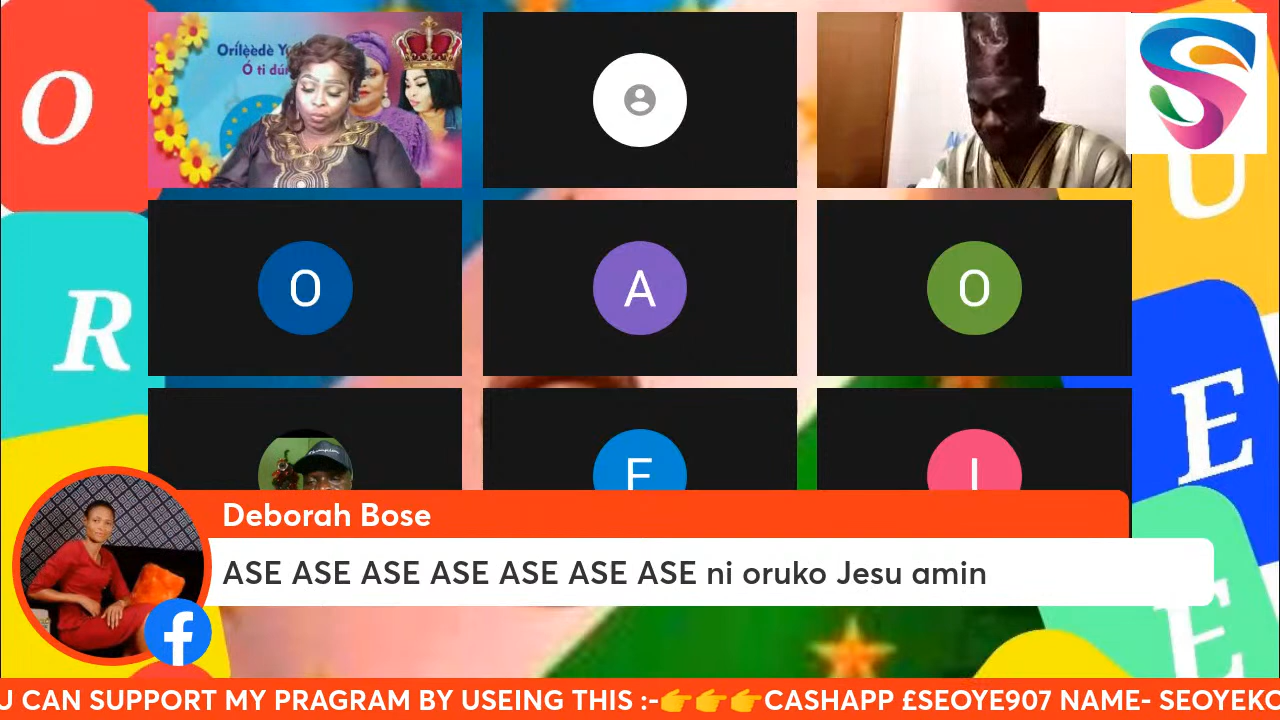 O
R
U
E
E
Orílẹ̀èdè Y
Ó ti dú
O
A
O
Deborah Bose
ASE ASE ASE ASE ASE ASE ASE ni oruko Jesu amin
U CAN SUPPORT MY PRAGRAM BY USEING THIS :-👉👉👉CASHAPP £SEOYE907 NAME- SEOYEKO